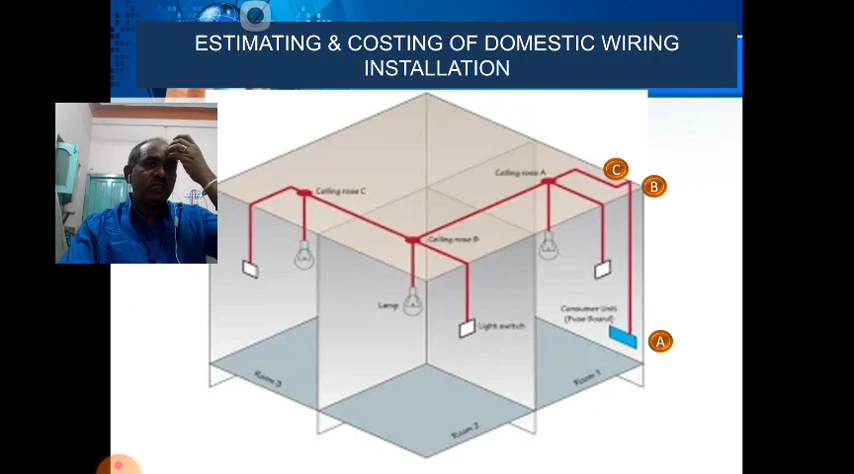 ESTIMATING & COSTING OF DOMESTIC WIRING
INSTALLATION
C
Ceiling rose A
B
Ceiling rose C
Ceiling rose B
Lamp
Light switch
Consumer Unit
(Fuse Board)
A
Room 3
Room 1
Room 2